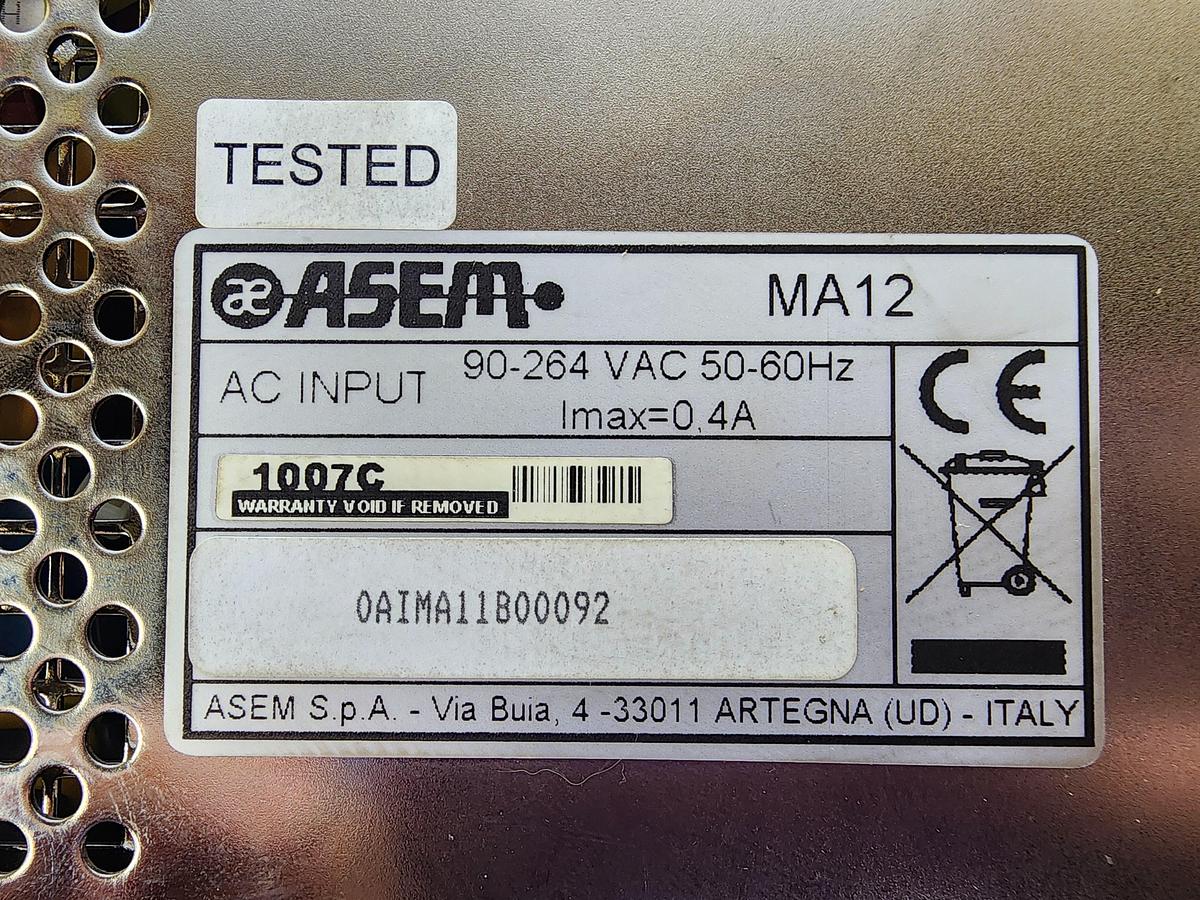 TESTED
æ ASEM MA12
AC INPUT
90-264 VAC 50-60Hz
Imax=0,4A
CE
1007C
WARRANTY VOID IF REMOVED
0AIMA11B00092
ASEM S.p.A. - Via Buia, 4 -33011 ARTEGNA (UD) - ITALY